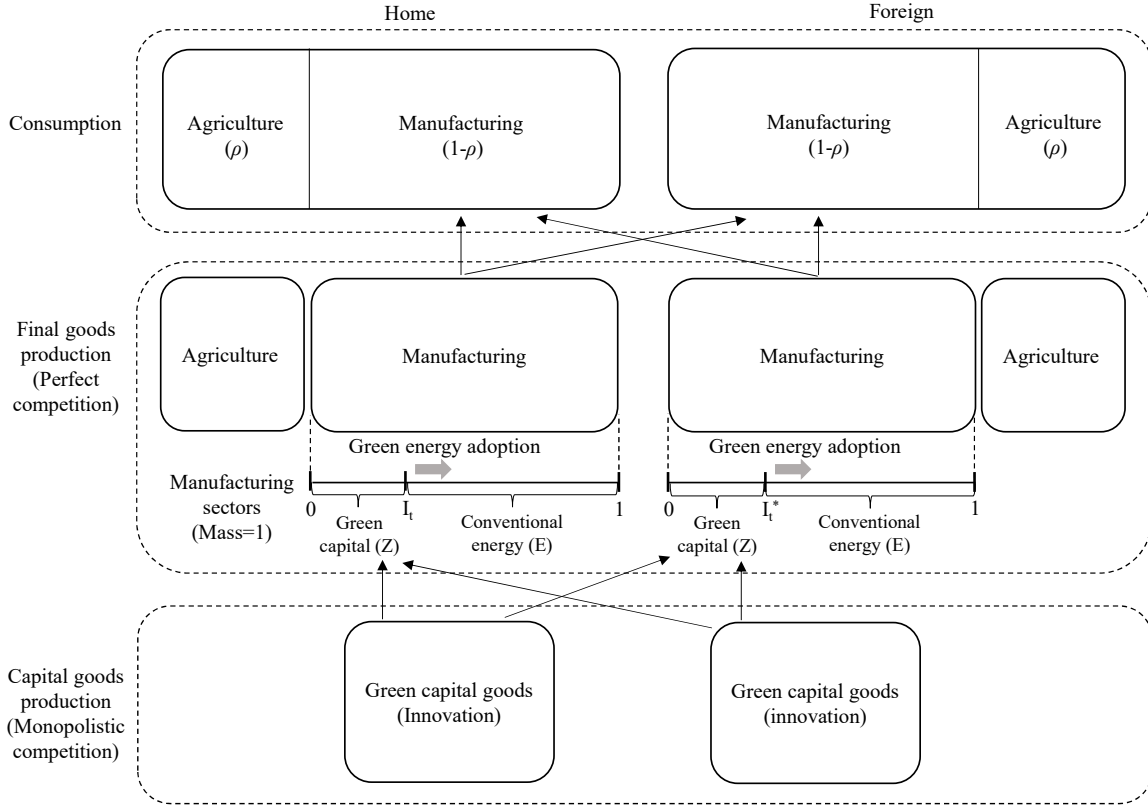 Home
Foreign
Consumption
Agriculture
(ρ)
Manufacturing
(1-ρ)
Manufacturing
(1-ρ)
Agriculture
(ρ)
Final goods
production
(Perfect
competition)
Agriculture
Manufacturing
Manufacturing
Agriculture
Green energy adoption
Green energy adoption
Manufacturing
sectors
(Mass=1)
0
I_t
1
0
I_t^*
1
Green
capital (Z)
Conventional
energy (E)
Green
capital (Z)
Conventional
energy (E)
Capital goods
production
(Monopolistic
competition)
Green capital goods
(Innovation)
Green capital goods
(innovation)